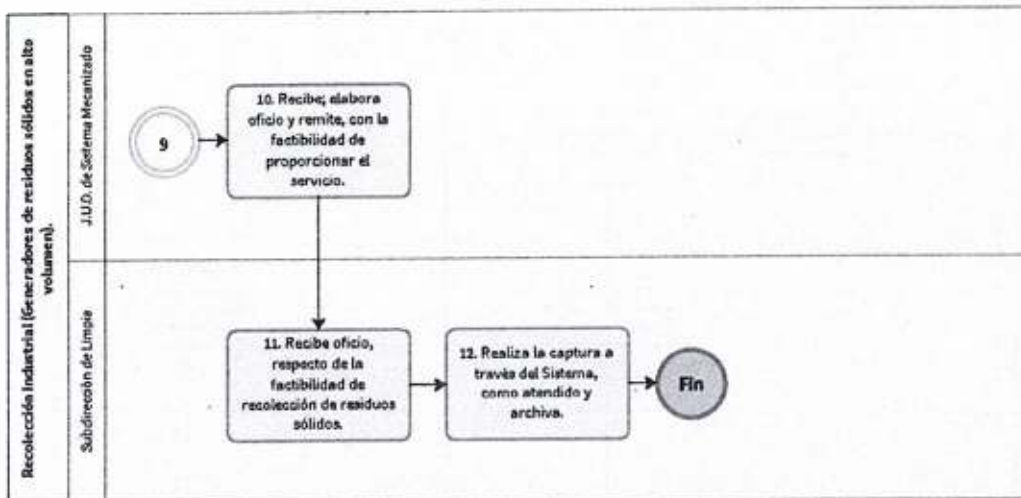 Recolección Industrial (Generadores de residuos sólidos en alto
volumen).
J.U.D. de Sistema Mecanizado
9
10. Recibe; elabora
oficio y remite, con la
factibilidad de
proporcionar el
servicio.
Subdirección de Limpia
11. Recibe oficio,
respecto de la
factibilidad de
recolección de residuos
sólidos.
12. Realiza la captura a
través del Sistema,
como atendido y
archiva.
Fin